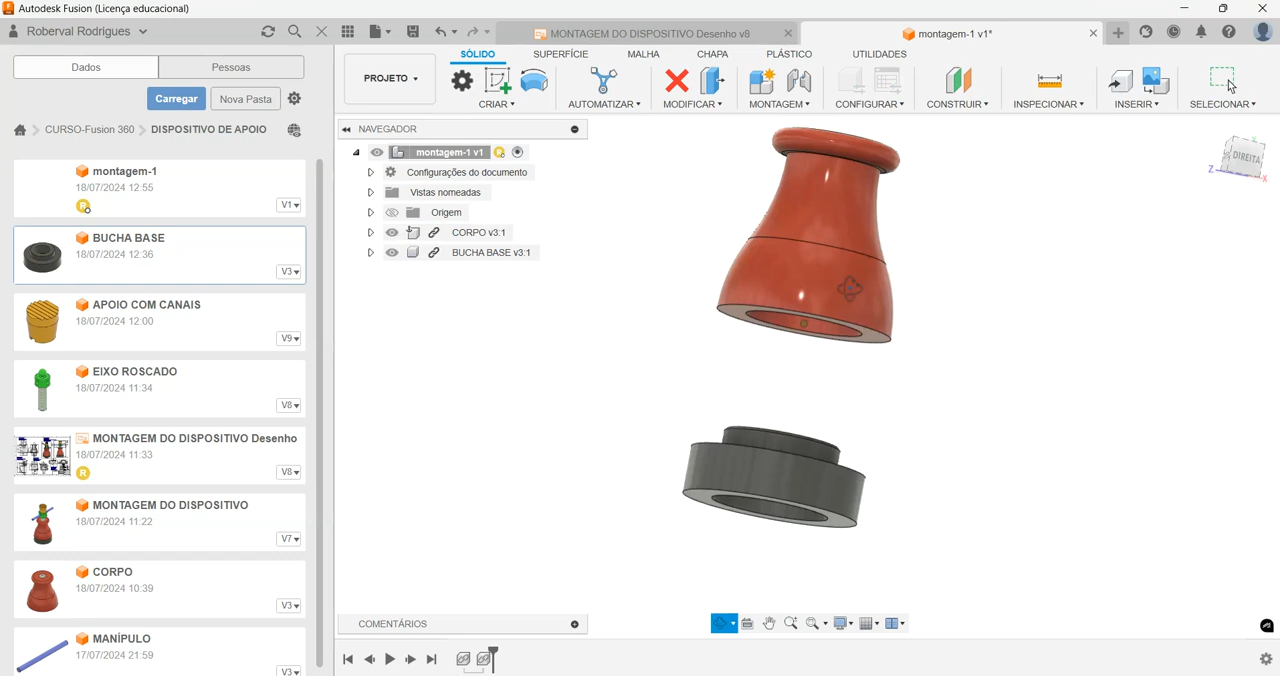 Autodesk Fusion (Licença educacional)
Roberval Rodrigues
MONTAGEM DO DISPOSITIVO Desenho v8
montagem-1 v1*
Dados
Pessoas
Carregar
Nova Pasta
CURSO-Fusion 360
DISPOSITIVO DE APOIO
PROJETO
SÓLIDO
SUPERFÍCIE
MALHA
CHAPA
PLÁSTICO
UTILIDADES
CRIAR
AUTOMATIZAR
MODIFICAR
MONTAGEM
CONFIGURAR
CONSTRUIR
INSPECIONAR
INSERIR
SELECIONAR
montagem-1
18/07/2024 12:55
R
V1
BUCHA BASE
18/07/2024 12:36
V3
APOIO COM CANAIS
18/07/2024 12:00
V9
EIXO ROSCADO
18/07/2024 11:34
V8
MONTAGEM DO DISPOSITIVO Desenho
18/07/2024 11:33
R
V8
MONTAGEM DO DISPOSITIVO
18/07/2024 11:22
V7
CORPO
18/07/2024 10:39
V3
MANÍPULO
17/07/2024 21:59
V3
NAVEGADOR
montagem-1 v1
Configurações do documento
Vistas nomeadas
Origem
CORPO v3:1
BUCHA BASE v3:1
DIREITA
Z
X
COMENTÁRIOS